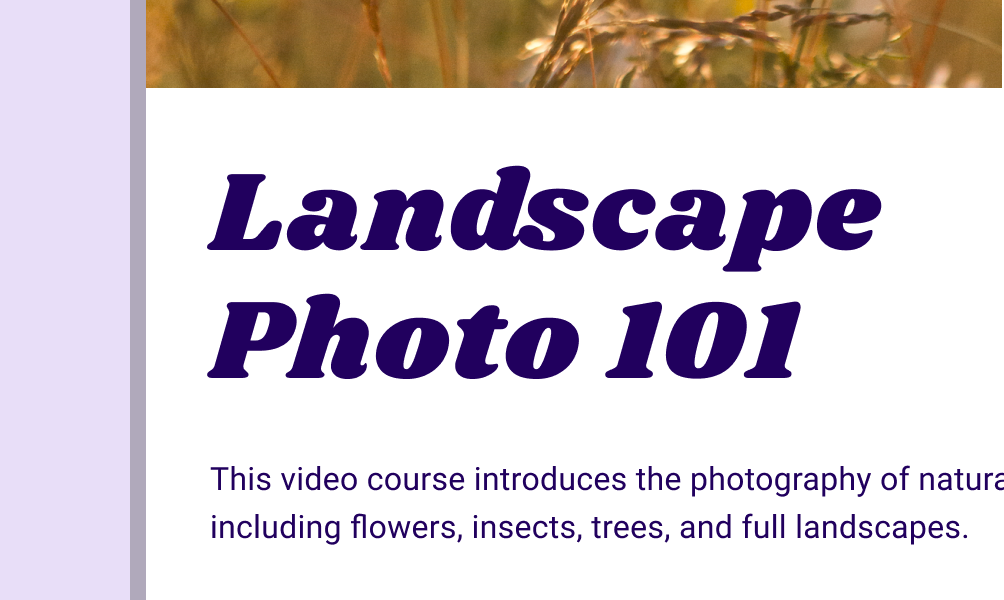 Landscape
Photo 101
This video course introduces the photography of
including flowers, insects, trees, and full landscapes.